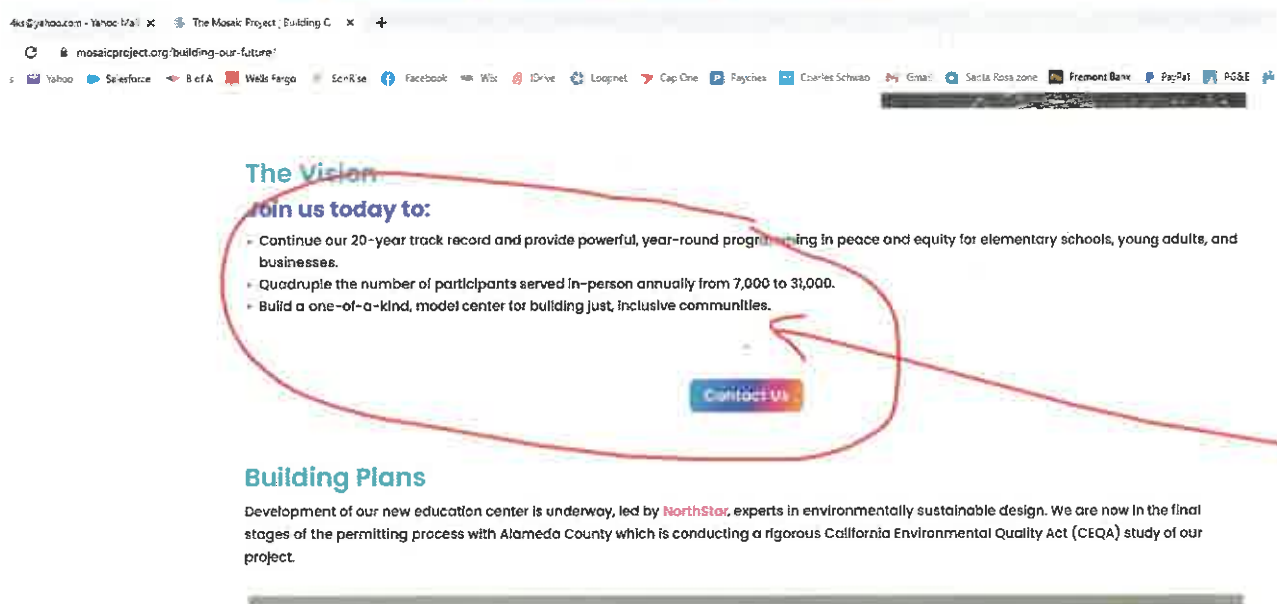 4ks@yahoo.com - Yahoo Mail × The Mosaic Project | Building C × +
mosaicproject.org/building-our-future/
s Yahoo Salesforce B of A Wells Fargo Facebook Wix IDrive Loopnet Cap One Paychex Charles Schwab Gmail Santa Rosa zone Fremont Bank PayPal PG&E
The Vision
Join us today to:
• Continue our 20-year track record and provide powerful, year-round programming in peace and equity for elementary schools, young adults, and
businesses.
• Quadruple the number of participants served in-person annually from 7,000 to 31,000.
• Build a one-of-a-kind, model center for building just, inclusive communities.
Contact Us
Building Plans
Development of our new education center is underway, led by NorthStar, experts in environmentally sustainable design. We are now in the final
stages of the permitting process with Alameda County which is conducting a rigorous California Environmental Quality Act (CEQA) study of our
project.